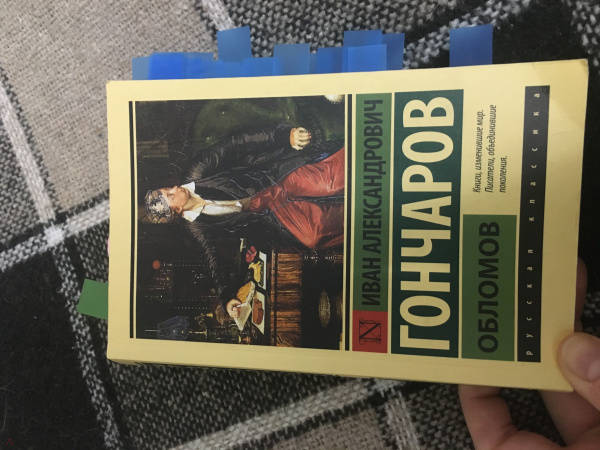 ИВАН АЛЕКСАНДРОВИЧ
ГОНЧАРОВ
ОБЛОМОВ
Книги, изменившие мир.
Писатели, объединившие
поколения.
русская классика